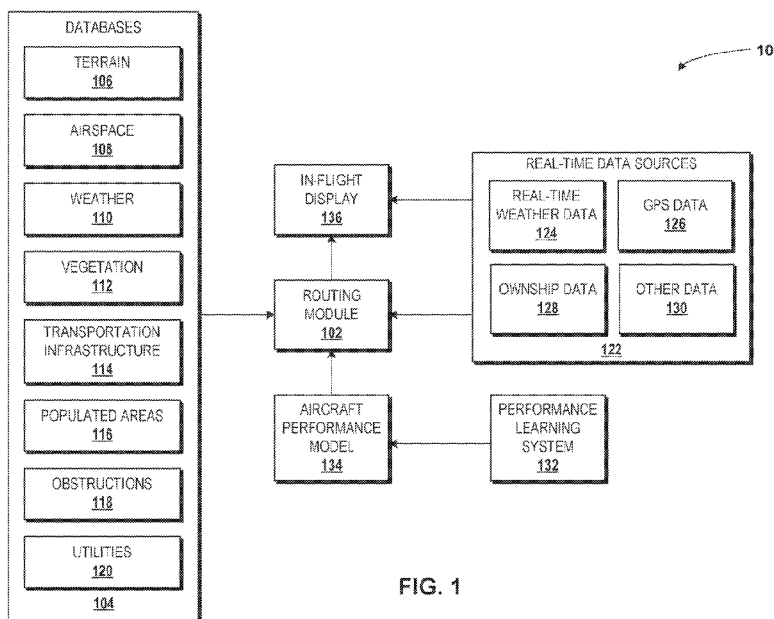 DATABASES
TERRAIN
106
AIRSPACE
108
WEATHER
110
VEGETATION
112
TRANSPORTATION
INFRASTRUCTURE
114
POPULATED AREAS
116
OBSTRUCTIONS
118
UTILITIES
120
104
10
IN-FLIGHT
DISPLAY
136
ROUTING
MODULE
102
AIRCRAFT
PERFORMANCE
MODEL
134
REAL-TIME DATA SOURCES
REAL-TIME
WEATHER DATA
124
GPS DATA
126
OWNSHIP DATA
128
OTHER DATA
130
122
PERFORMANCE
LEARNING
SYSTEM
132
FIG. 1